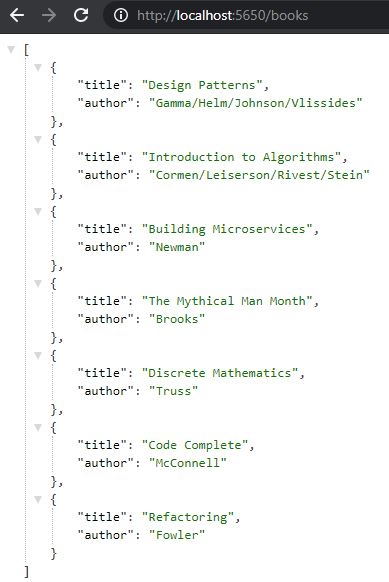 http://localhost:5650/books
[
{
"title": "Design Patterns",
"author": "Gamma/Helm/Johnson/Vlissides"
},
{
"title": "Introduction to Algorithms",
"author": "Cormen/Leiserson/Rivest/Stein"
},
{
"title": "Building Microservices",
"author": "Newman"
},
{
"title": "The Mythical Man Month",
"author": "Brooks"
},
{
"title": "Discrete Mathematics",
"author": "Truss"
},
{
"title": "Code Complete",
"author": "McConnell"
},
{
"title": "Refactoring",
"author": "Fowler"
}
]